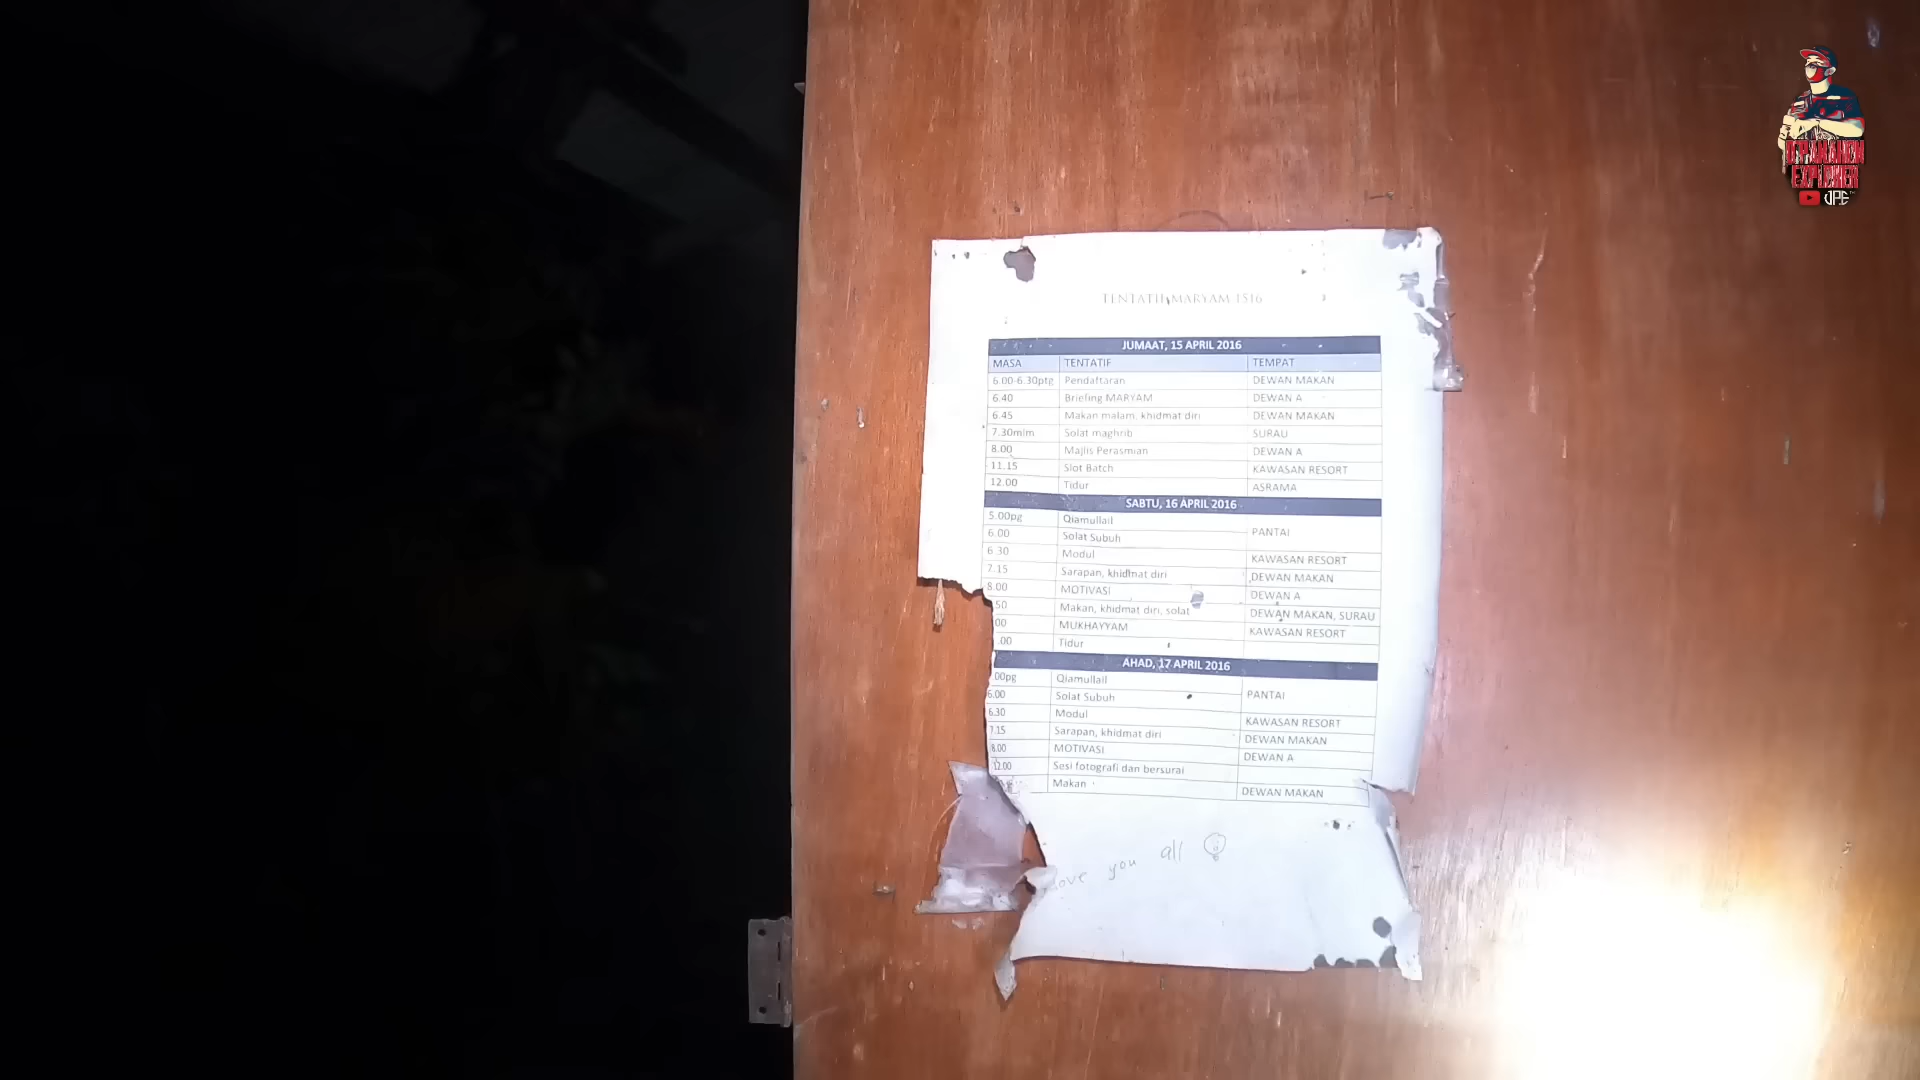 TENTATIF MARYAM 1516
JUMAAT, 15 APRIL 2016
MASA TENTATIF TEMPAT
6.00-6.30ptg Pendaftaran DEWAN MAKAN
6.40 Briefing MARYAM DEWAN A
6.45 Makan malam, khidmat diri DEWAN MAKAN
7.30mlm Solat maghrib SURAU
8.00 Majlis Perasmian DEWAN A
11.15 Slot Batch KAWASAN RESORT
12.00 Tidur ASRAMA
SABTU, 16 APRIL 2016
5.00pg Qiamullail PANTAI
6.00 Solat Subuh
6.30 Modul KAWASAN RESORT
7.15 Sarapan, khidmat diri DEWAN MAKAN
8.00 MOTIVASI DEWAN A
50 Makan, khidmat diri, solat DEWAN MAKAN, SURAU
00 MUKHAYYAM KAWASAN RESORT
.00 Tidur
AHAD, 17 APRIL 2016
00pg Qiamullail PANTAI
6.00 Solat Subuh
6.30 Modul KAWASAN RESORT
7.15 Sarapan, khidmat diri DEWAN MAKAN
8.00 MOTIVASI DEWAN A
12.00 Sesi fotografi dan bersurai
Makan DEWAN MAKAN
love you all
EXPLORER